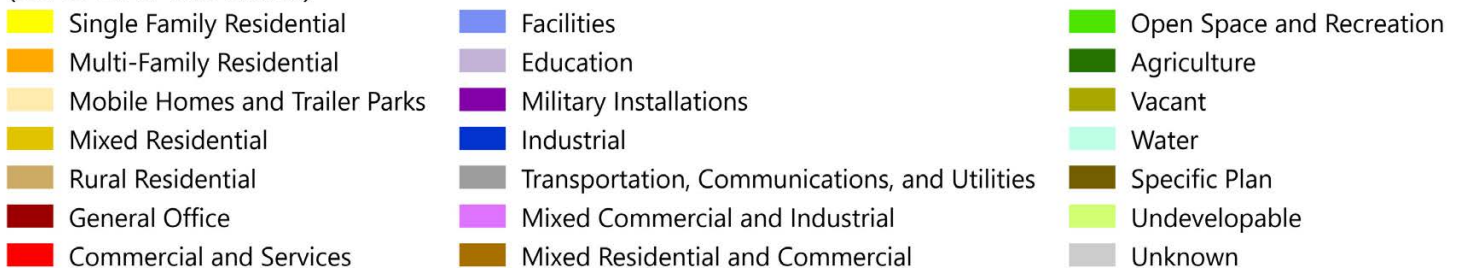 Single Family Residential
Multi-Family Residential
Mobile Homes and Trailer Parks
Mixed Residential
Rural Residential
General Office
Commercial and Services
Facilities
Education
Military Installations
Industrial
Transportation, Communications, and Utilities
Mixed Commercial and Industrial
Mixed Residential and Commercial
Open Space and Recreation
Agriculture
Vacant
Water
Specific Plan
Undevelopable
Unknown